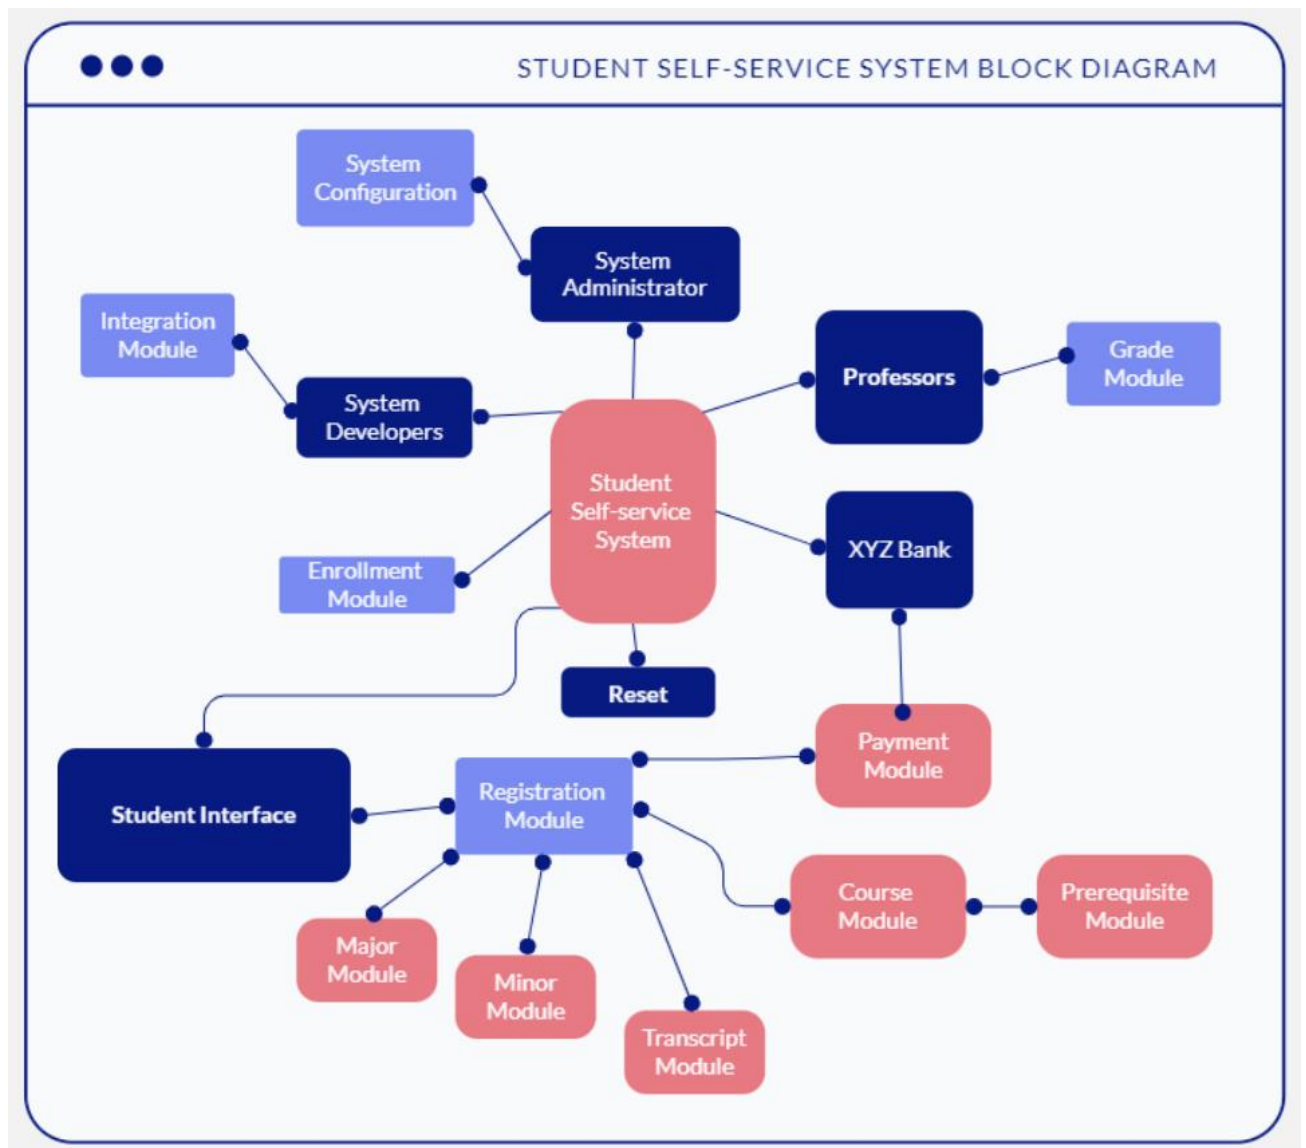 STUDENT SELF-SERVICE SYSTEM BLOCK DIAGRAM
System
Configuration
System
Administrator
Integration
Module
System
Developers
Professors
Grade
Module
Student
Self-service
System
XYZ Bank
Enrollment
Module
Reset
Payment
Module
Student Interface
Registration
Module
Course
Module
Prerequisite
Module
Major
Module
Minor
Module
Transcript
Module